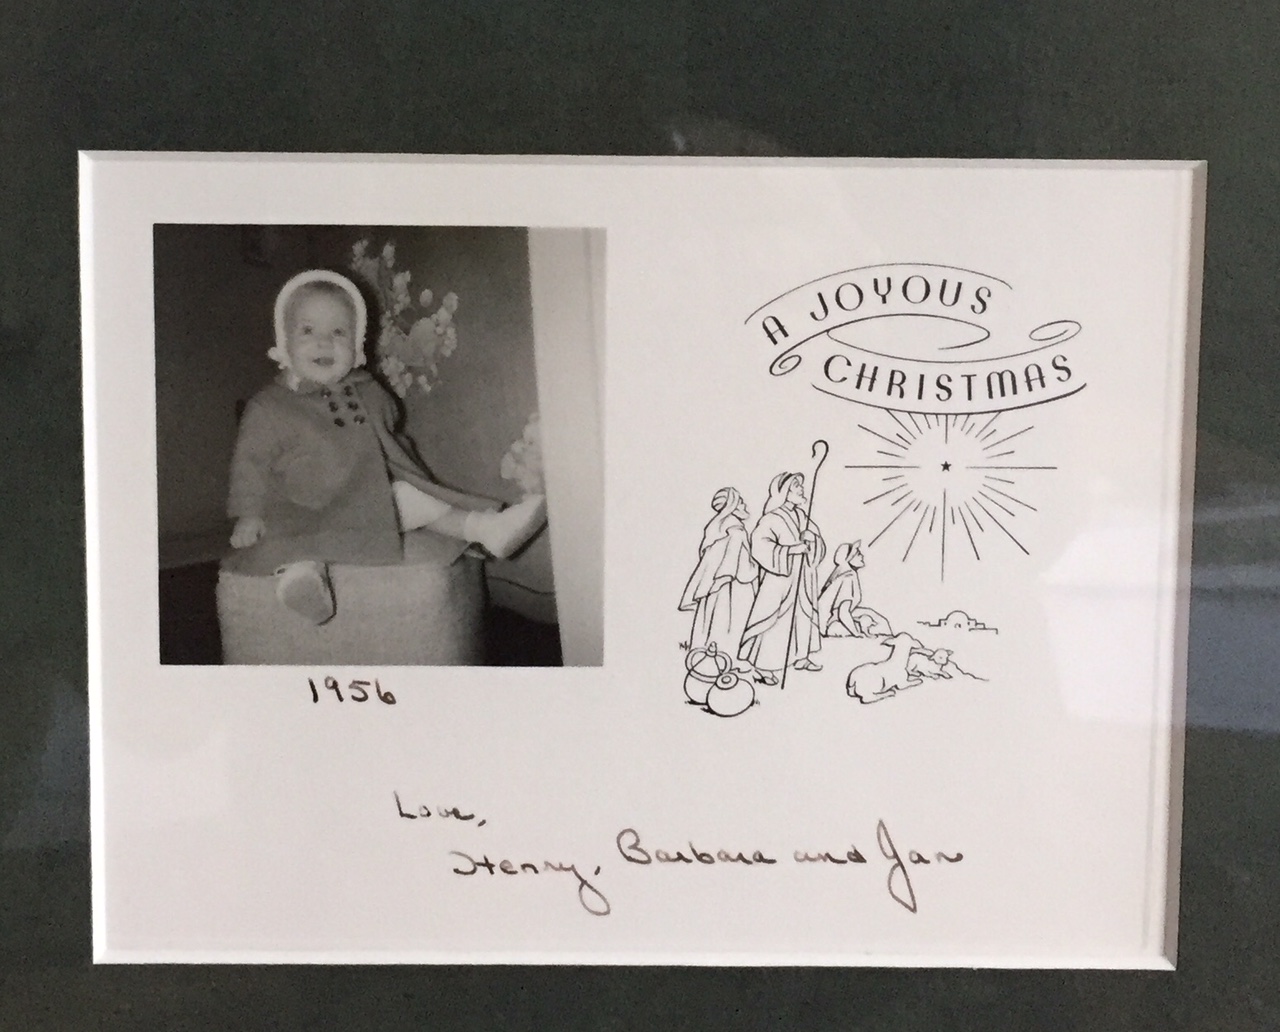 A JOYOUS
CHRISTMAS
1956
Love,
Henry, Barbara and Jan